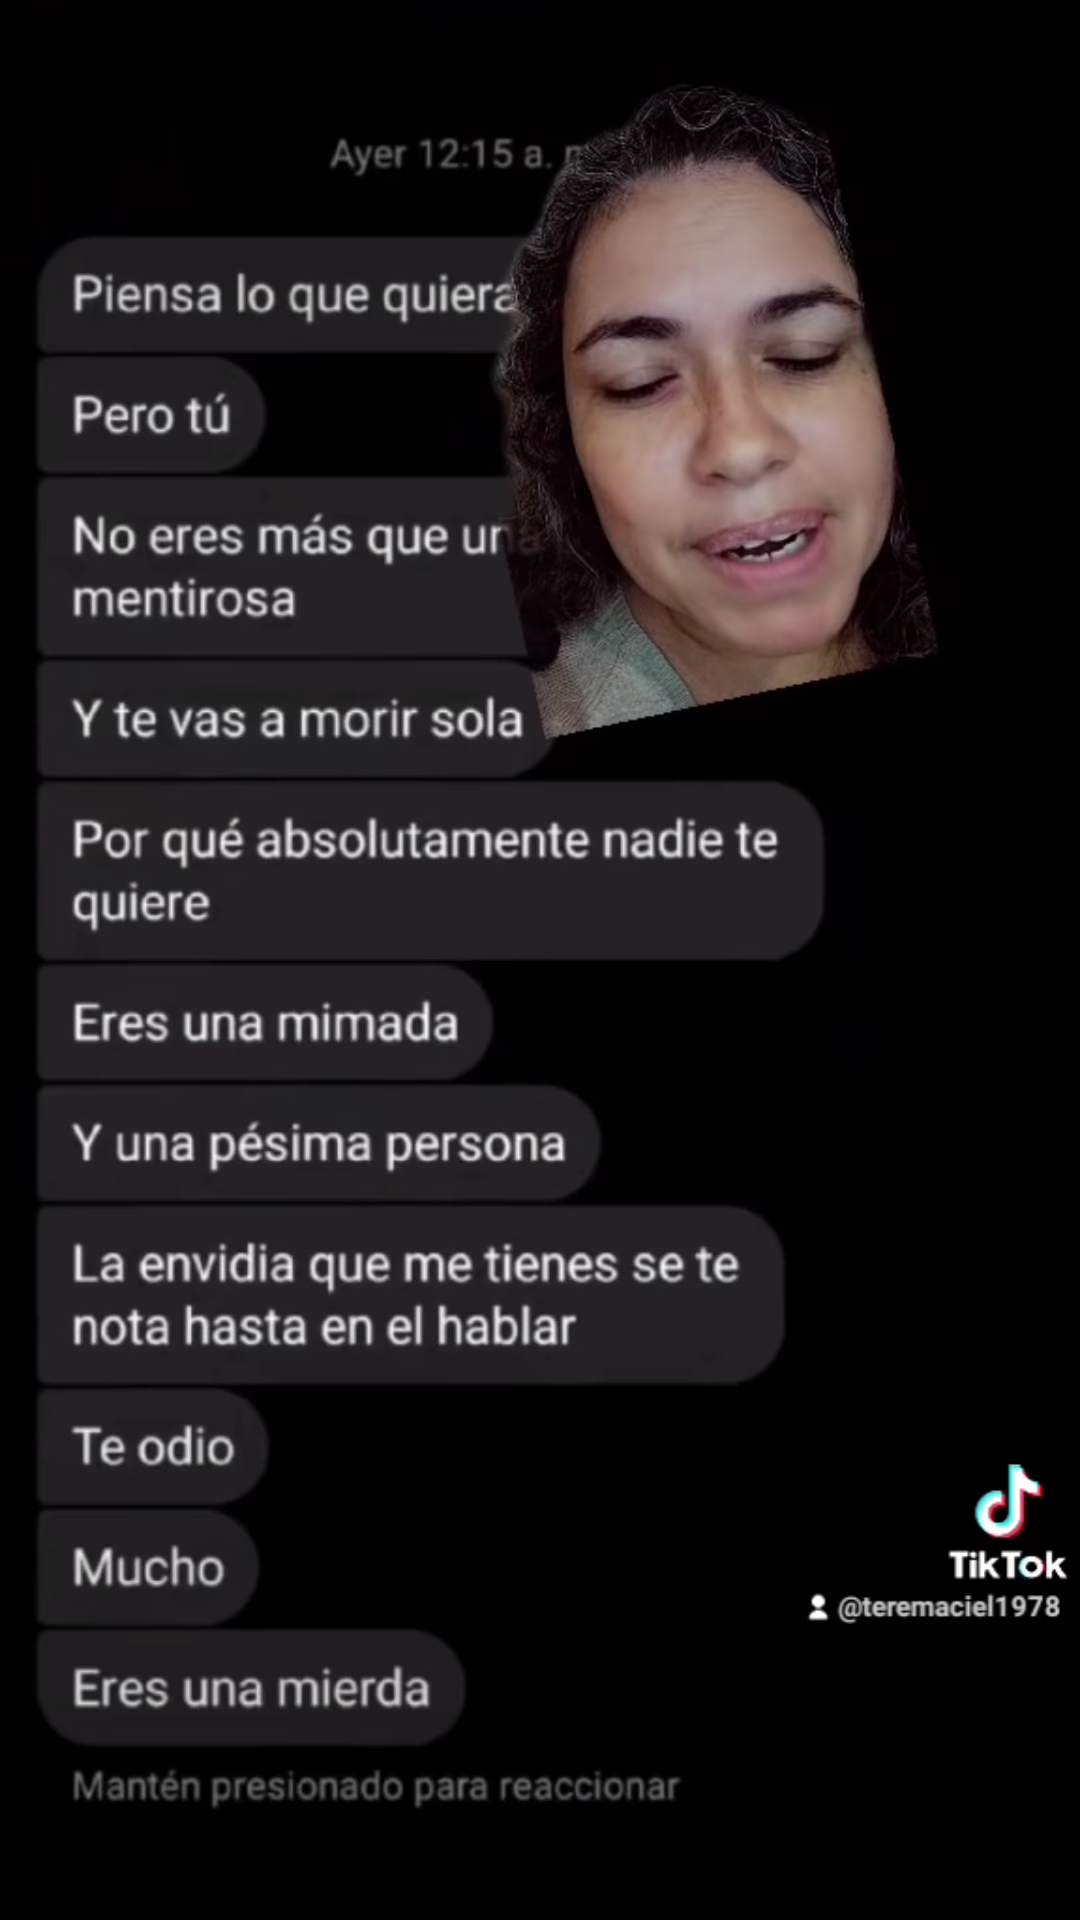 Ayer 12:15 a.
Piensa lo que quiera
Pero tú
No eres más que una
mentirosa
Y te vas a morir sola
Por qué absolutamente nadie te
quiere
Eres una mimada
Y una pésima persona
La envidia que me tienes se te
nota hasta en el hablar
Te odio
Mucho
Eres una mierda
Mantén presionado para reaccionar
TikTok
@teremaciel1978